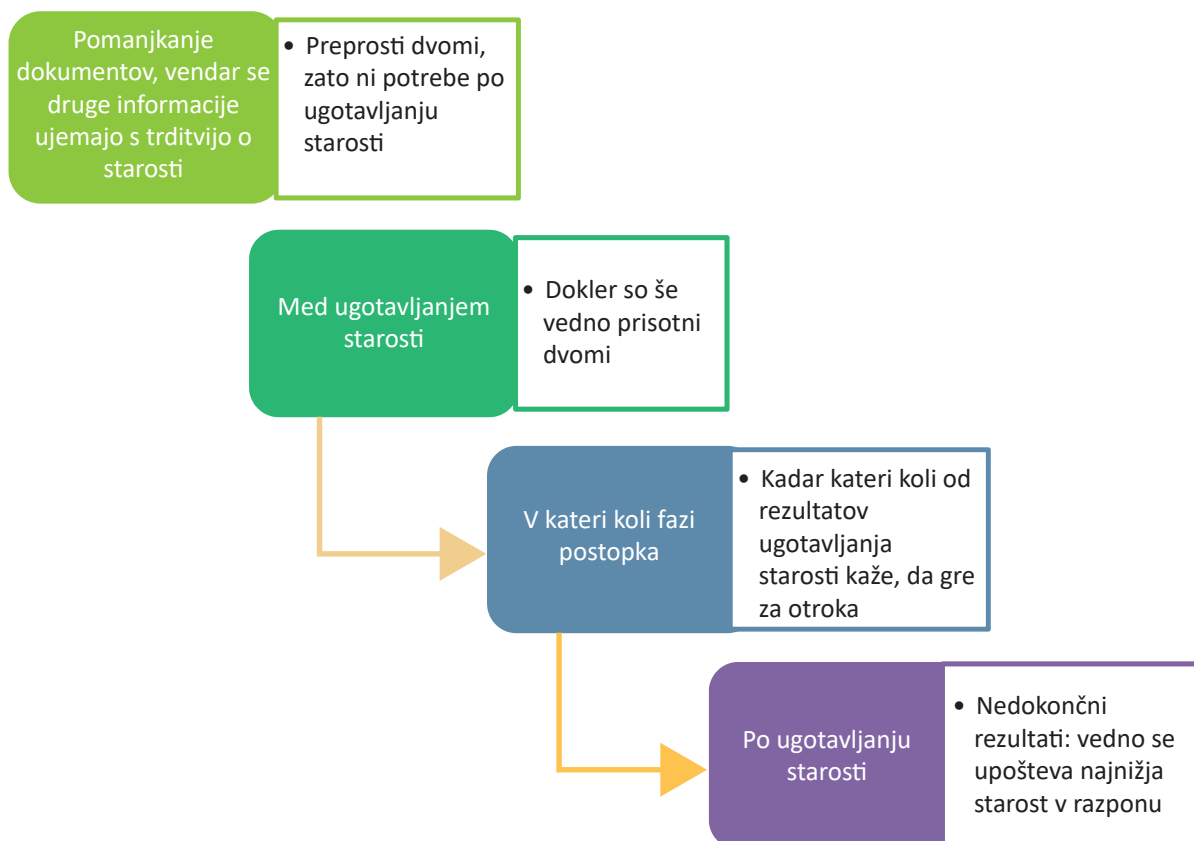 Pomanjkanje
dokumentov, vendar se
druge informacije
ujemajo s trditvijo o
starosti
• Preprosti dvomi,
zato ni potrebe po
ugotavljanju
starosti
Med ugotavljanjem
starosti
• Dokler so še
vedno prisotni
dvomi
V kateri koli fazi
postopka
• Kadar kateri koli od
rezultatov
ugotavljanja
starosti kaže, da gre
za otroka
Po ugotavljanju
starosti
• Nedokončni
rezultati: vedno se
upošteva najnižja
starost v razponu